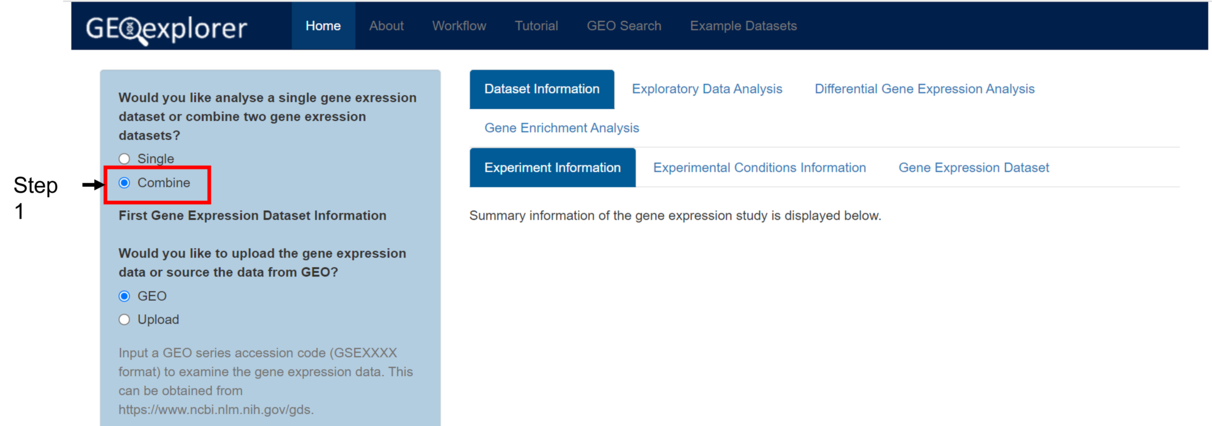 GEOexplorer Home About Workflow Tutorial GEO Search Example Datasets
Would you like analyse a single gene exression
dataset or combine two gene exression
datasets?
Single
Combine
Step
1
First Gene Expression Dataset Information
Would you like to upload the gene expression
data or source the data from GEO?
GEO
Upload
Input a GEO series accession code (GSEXXXX
format) to examine the gene expression data. This
can be obtained from
https://www.ncbi.nlm.nih.gov/gds.
Dataset Information Exploratory Data Analysis Differential Gene Expression Analysis
Gene Enrichment Analysis
Experiment Information Experimental Conditions Information Gene Expression Dataset
Summary information of the gene expression study is displayed below.